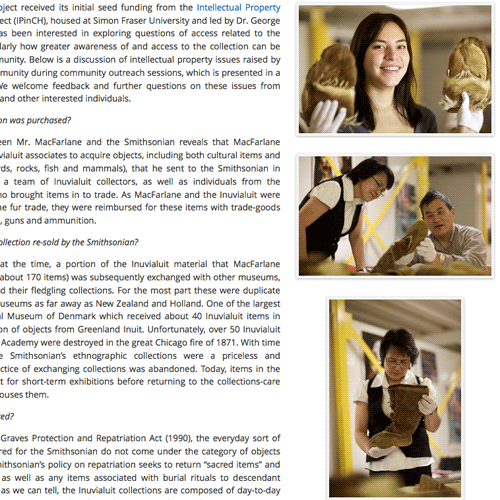 oject received its initial seed funding from the Intellectual Property
ect (IPinCH), housed at Simon Fraser University and led by Dr. George
as been interested in exploring questions of access related to the
larly how greater awareness of and access to the collection can be
munity. Below is a discussion of intellectual property issues raised by
mmunity during community outreach sessions, which is presented in a
We welcome feedback and further questions on these issues from
and other interested individuals.
on was purchased?
een Mr. MacFarlane and the Smithsonian reveals that MacFarlane
vialuit associates to acquire objects, including both cultural items and
rds, rocks, fish and mammals), that he sent to the Smithsonian in
a team of Inuvialuit collectors, as well as individuals from the
ho brought items in to trade. As MacFarlane and the Inuvialuit were
he fur trade, they were reimbursed for these items with trade-goods
, guns and ammunition.
ollection re-sold by the Smithsonian?
at the time, a portion of the Inuvialuit material that MacFarlane
about 170 items) was subsequently exchanged with other museums,
d their fledgling collections. For the most part these were duplicate
useums as far away as New Zealand and Holland. One of the largest
al Museum of Denmark which received about 40 Inuvialuit items in
on of objects from Greenland Inuit. Unfortunately, over 50 Inuvialuit
Academy were destroyed in the great Chicago fire of 1871. With time
e Smithsonian's ethnographic collections were a priceless and
ctice of exchanging collections was abandoned. Today, items in the
t for short-term exhibitions before returning to the collections-care
ouses them.
ed?
Graves Protection and Repatriation Act (1990), the everyday sort of
red for the Smithsonian do not come under the category of objects
mithsonian's policy on repatriation seeks to return "sacred items" and
as well as any items associated with burial rituals to descendant
as we can tell, the Inuvialuit collections are composed of day-to-day